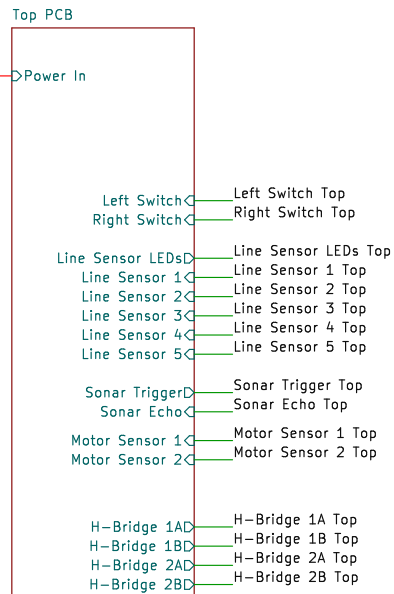 Top PCB
Power In
Left Switch Left Switch Top
Right Switch Right Switch Top
Line Sensor LEDs Line Sensor LEDs Top
Line Sensor 1 Line Sensor 1 Top
Line Sensor 2 Line Sensor 2 Top
Line Sensor 3 Line Sensor 3 Top
Line Sensor 4 Line Sensor 4 Top
Line Sensor 5 Line Sensor 5 Top
Sonar Trigger Sonar Trigger Top
Sonar Echo Sonar Echo Top
Motor Sensor 1 Motor Sensor 1 Top
Motor Sensor 2 Motor Sensor 2 Top
H-Bridge 1A H-Bridge 1A Top
H-Bridge 1B H-Bridge 1B Top
H-Bridge 2A H-Bridge 2A Top
H-Bridge 2B H-Bridge 2B Top